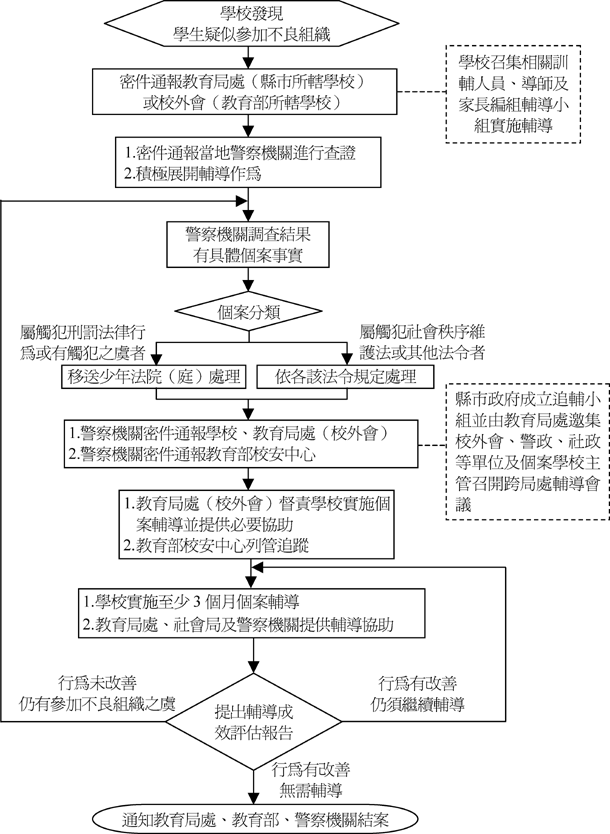 學校發現
學生疑似參加不良組織
密件通報教育局處（縣市所轄學校）
或校外會（教育部所轄學校）
學校召集相關訓
輔人員、導師及
家長編組輔導小
組實施輔導
1.密件通報當地警察機關進行查證
2.積極展開輔導作爲
警察機關調查結果
有具體個案事實
個案分類
屬觸犯刑罰法律行
爲或有觸犯之虞者
屬觸犯社會秩序維
護法或其他法令者
移送少年法院（庭）處理
依各該法令規定處理
1.警察機關密件通報學校、教育局處（校外會）
2.警察機關密件通報教育部校安中心
縣市政府成立追輔小
組並由教育局處邀集
校外會、警政、社政
等單位及個案學校主
管召開跨局處輔導會
議
1.教育局處（校外會）督責學校實施個
案輔導並提供必要協助
2.教育部校安中心列管追蹤
1.學校實施至少 3 個月個案輔導
2.教育局處、社會局及警察機關提供輔導協助
行爲未改善
仍有參加不良組織之虞
行爲有改善
仍須繼續輔導
提出輔導成
效評估報告
行爲有改善
無需輔導
通知教育局處、教育部、警察機關結案